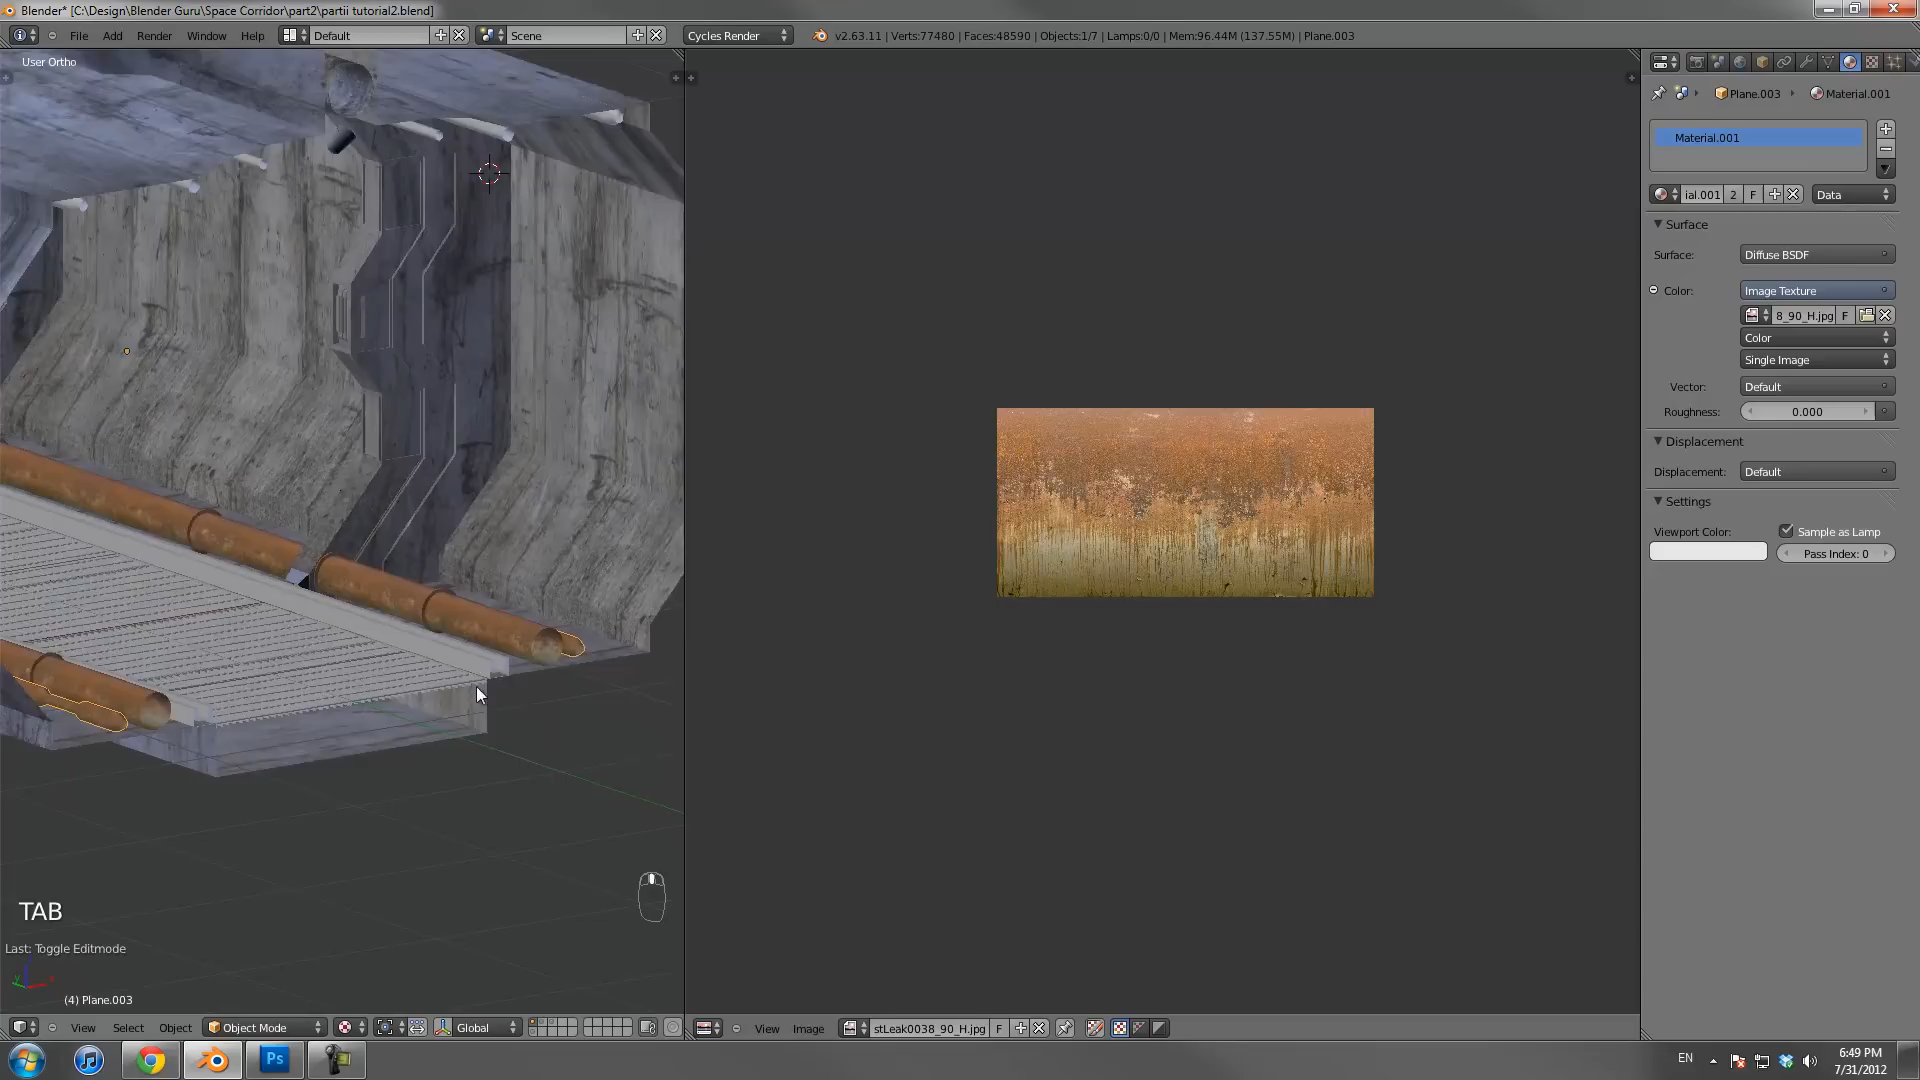 Blender* [C:\Design\Blender Guru\Space Corridor\part2\partii tutorial2.blend]
File Add Render Window Help Default Scene Cycles Render v2.63.11 | Verts:77480 | Faces:48590 | Objects:1/7 | Lamps:0/0 | Mem:96.44M (137.55M) | Plane.003
User Ortho
Plane.003 Material.001
Material.001
ial.001 2 F Data
Surface
Surface: Diffuse BSDF
Color: Image Texture
8_90_H.jpg F
Color
Single Image
Vector: Default
Roughness: 0.000
Displacement
Displacement: Default
Settings
Viewport Color: Sample as Lamp
Pass Index: 0
TAB
Last: Toggle Editmode
(4) Plane.003
View Select Object Object Mode Global
View Image stLeak0038_90_H.jpg F
Ps
EN
6:49 PM
7/31/2012